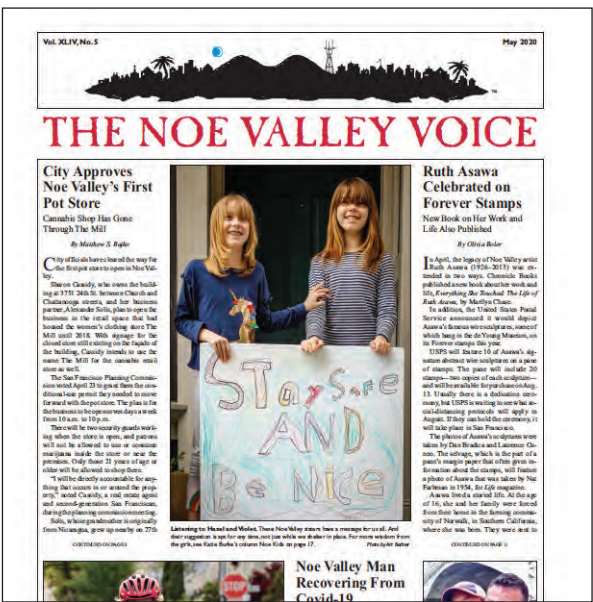 Vol. XLIV, No. 5
May 2020
THE NOE VALLEY VOICE
City Approves
Noe Valley's First
Pot Store
Cannabis Shop Has Gone
Through The Mill
By Matthew S. Bajko
City officials have cleared the way for
the first pot store to open in Noe Val-
ley.
Sharon Cassidy, who owns the build-
ing at 3751 24th St. between Church and
Chattanooga streets, and her business
partner, Alexander Solis, plan to open the
business in the retail space that had
housed the women's clothing store The
Mill until 2018. With signage for the
closed store still existing on the façade of
the building, Cassidy intends to use the
name The Mill for the cannabis retail
store as well.
The San Francisco Planning Commis-
sion voted April 23 to grant them the con-
ditional-use permit they needed to move
forward with the pot store. The plan is for
the business to be open seven days a week
from 10 a.m. to 10 p.m.
There will be two security guards work-
ing when the store is open, and patrons
will not be allowed to use or consume
marijuana inside the store or near the
premises. Only those 21 years of age or
older will be allowed to shop there.
"I will be directly accountable for any-
thing that occurs in or around the prop-
erty," noted Cassidy, a real estate agent
and second-generation San Franciscan,
during the planning commission meeting.
Solis, whose grandmother is originally
from Nicaragua, grew up nearby on 27th
CONTINUED ON PAGE
STay SaFe
AND
Be NiCe
Listening to Hazel and Violet. These Noe Valley sisters have a message for us all. And
their suggestion is apt for any time, not just while we shelter in place. For more wisdom from
the girls, see Katie Burke's column Noe Kids on page 17.
Photo by Art Bodner
Ruth Asawa
Celebrated on
Forever Stamps
New Book on Her Work and
Life Also Published
By Olivia Boler
In April, the legacy of Noe Valley artist
Ruth Asawa (1926–2013) was ex-
tended in two ways. Chronicle Books
published a new book about her work and
life, Everything She Touched: The Life of
Ruth Asawa, by Marilyn Chase.
In addition, the United States Postal
Service announced it would depict
Asawa's famous wire sculptures, some of
which hang in the de Young Museum, on
its Forever stamps this year.
USPS will feature 10 of Asawa's sig-
nature abstract wire sculptures on a pane
of stamps. The pane will include 20
stamps—two copies of each sculpture—
and will be available for purchase on Aug.
13. Usually there is a dedication cere-
mony, but USPS is waiting to see what so-
cial-distancing protocols will apply in
August. If they can hold the ceremony, it
will take place in San Francisco.
The photos of Asawa's sculptures were
taken by Dan Bradica and Laurence Cu-
neo. The selvage, which is the part of a
pane's margin paper that often gives in-
formation about the stamps, will feature
a photo of Asawa that was taken by Nat
Farbman in 1954, for Life magazine.
Asawa lived a storied life. At the age
of 16, she and her family were forced
from their home in the farming commu-
nity of Norwalk, in Southern California,
where she was born. They were sent to
CONTINUED ON PAGE
STOP
Noe Valley Man
Recovering From
Covid-19